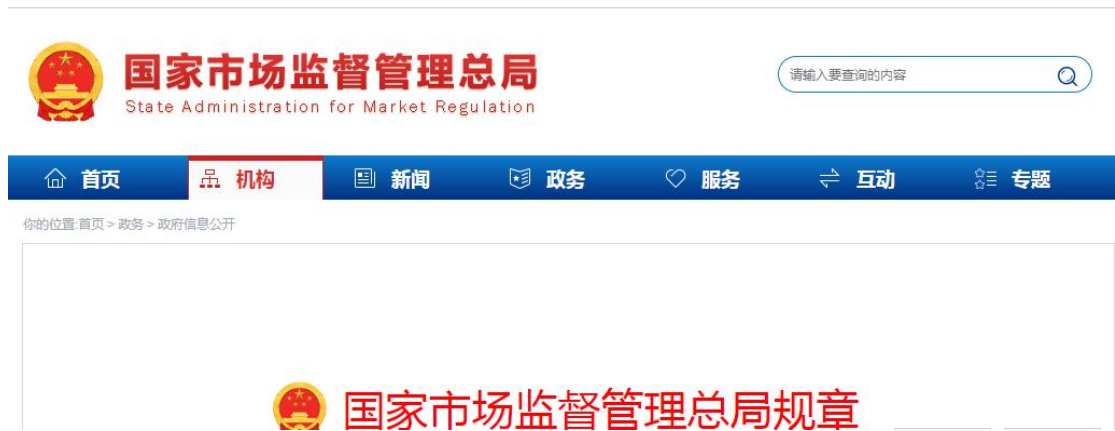 国家市场监督管理总局
State Administration for Market Regulation
请输入要查询的内容
首页 机构 新闻 政务 服务 互动 专题
你的位置:首页 > 政务 > 政府信息公开
国家市场监督管理总局规章